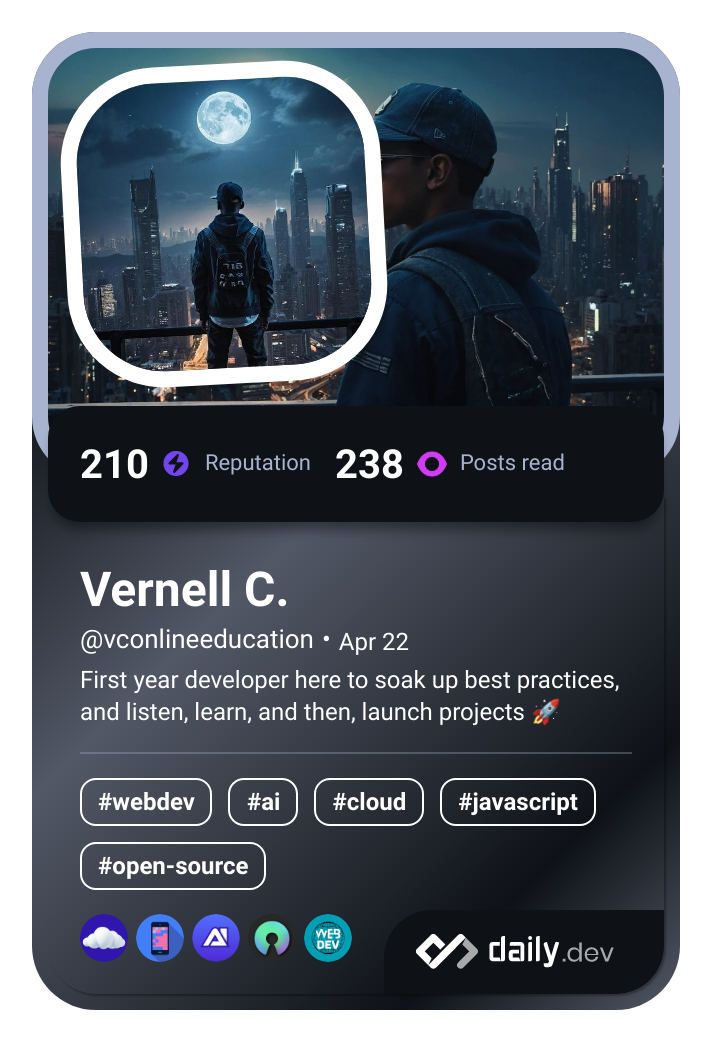 210 Reputation 238 Posts read
Vernell C.
@vconlineeducation • Apr 22
First year developer here to soak up best practices,
and listen, learn, and then, launch projects 🚀
#webdev #ai #cloud #javascript
#open-source
WEB
DEV
daily.dev